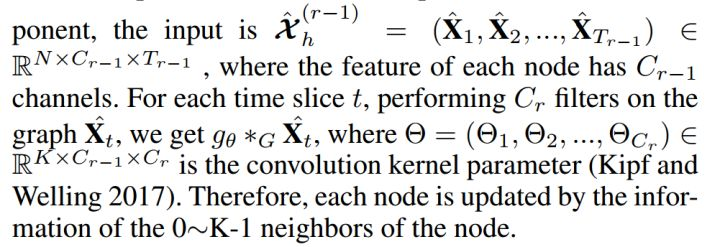 ponent, the input is $\hat{\boldsymbol{\mathcal{X}}}_h^{(r-1)} = (\hat{\mathbf{X}}_1, \hat{\mathbf{X}}_2, ..., \hat{\mathbf{X}}_{T_{r-1}}) \in$
$\mathbb{R}^{N \times C_{r-1} \times T_{r-1}}$ , where the feature of each node has $C_{r-1}$
channels. For each time slice $t$, performing $C_r$ filters on the
graph $\hat{\mathbf{X}}_t$, we get $g_\theta *_G \hat{\mathbf{X}}_t$, where $\Theta = (\Theta_1, \Theta_2, ..., \Theta_{C_r}) \in$
$\mathbb{R}^{K \times C_{r-1} \times C_r}$ is the convolution kernel parameter (Kipf and
Welling 2017). Therefore, each node is updated by the infor-
mation of the 0∼K-1 neighbors of the node.